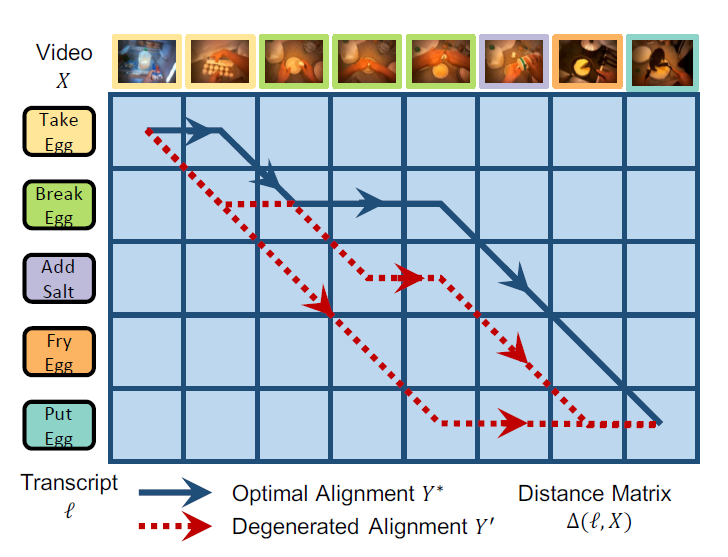 Video
X
Take
Egg
Break
Egg
Add
Salt
Fry
Egg
Put
Egg
Transcript
ℓ
Optimal Alignment Y*
Degenerated Alignment Y′
Distance Matrix
Δ(ℓ, X)